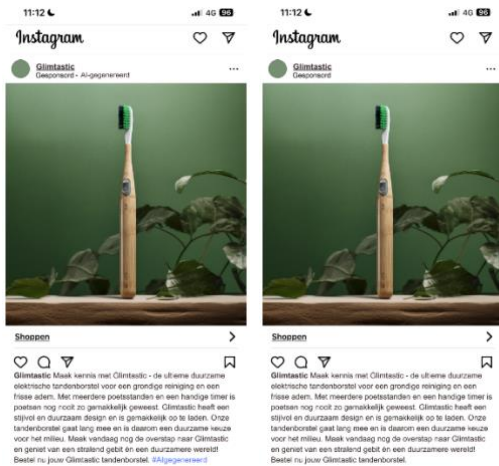 11:12
4G 96
Instagram
Glimtastic
Gesponsord - AI-gegenereerd
Shoppen
Glimtastic Maak kennis met Glimtastic - de ultieme duurzame
elektrische tandenborstel voor een grondige reiniging en een
frisse adem. Met meerdere poetsstanden en een handige timer is
poetsen nog nooit zo gemakkelijk geweest. Glimtastic heeft een
stijlvol en duurzaam design en is gemakkelijk op te laden. Onze
tandenborstel gaat lang mee en is daarom een duurzame keuze
voor het milieu. Maak vandaag nog de overstap naar Glimtastic
en geniet van een stralend gebit én een duurzamere wereld!
Bestel nu jouw Glimtastic tandenborstel. #AIgegenereerd
11:12
4G 96
Instagram
Glimtastic
Gesponsord
Shoppen
Glimtastic Maak kennis met Glimtastic - de ultieme duurzame
elektrische tandenborstel voor een grondige reiniging en een
frisse adem. Met meerdere poetsstanden en een handige timer is
poetsen nog nooit zo gemakkelijk geweest. Glimtastic heeft een
stijlvol en duurzaam design en is gemakkelijk op te laden. Onze
tandenborstel gaat lang mee en is daarom een duurzame keuze
voor het milieu. Maak vandaag nog de overstap naar Glimtastic
en geniet van een stralend gebit én een duurzamere wereld!
Bestel nu jouw Glimtastic tandenborstel.